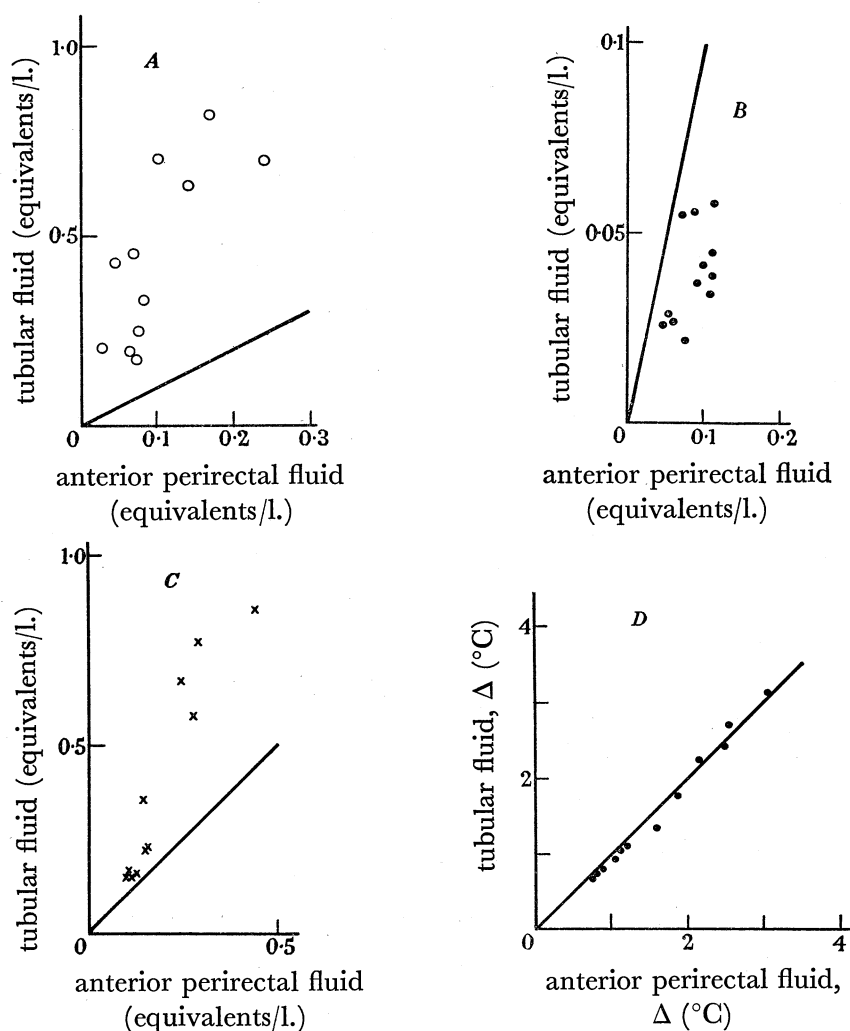 1·0
A
0·5
tubular fluid (equivalents/l.)
0
0·1
0·2
0·3
anterior perirectal fluid
(equivalents/l.)
0·1
B
0·05
tubular fluid (equivalents/l.)
0
0·1
0·2
anterior perirectal fluid
(equivalents/l.)
1·0
C
0·5
tubular fluid (equivalents/l.)
0
0·5
anterior perirectal fluid
(equivalents/l.)
4
D
2
tubular fluid, Δ (°C)
0
2
4
anterior perirectal fluid,
Δ (°C)